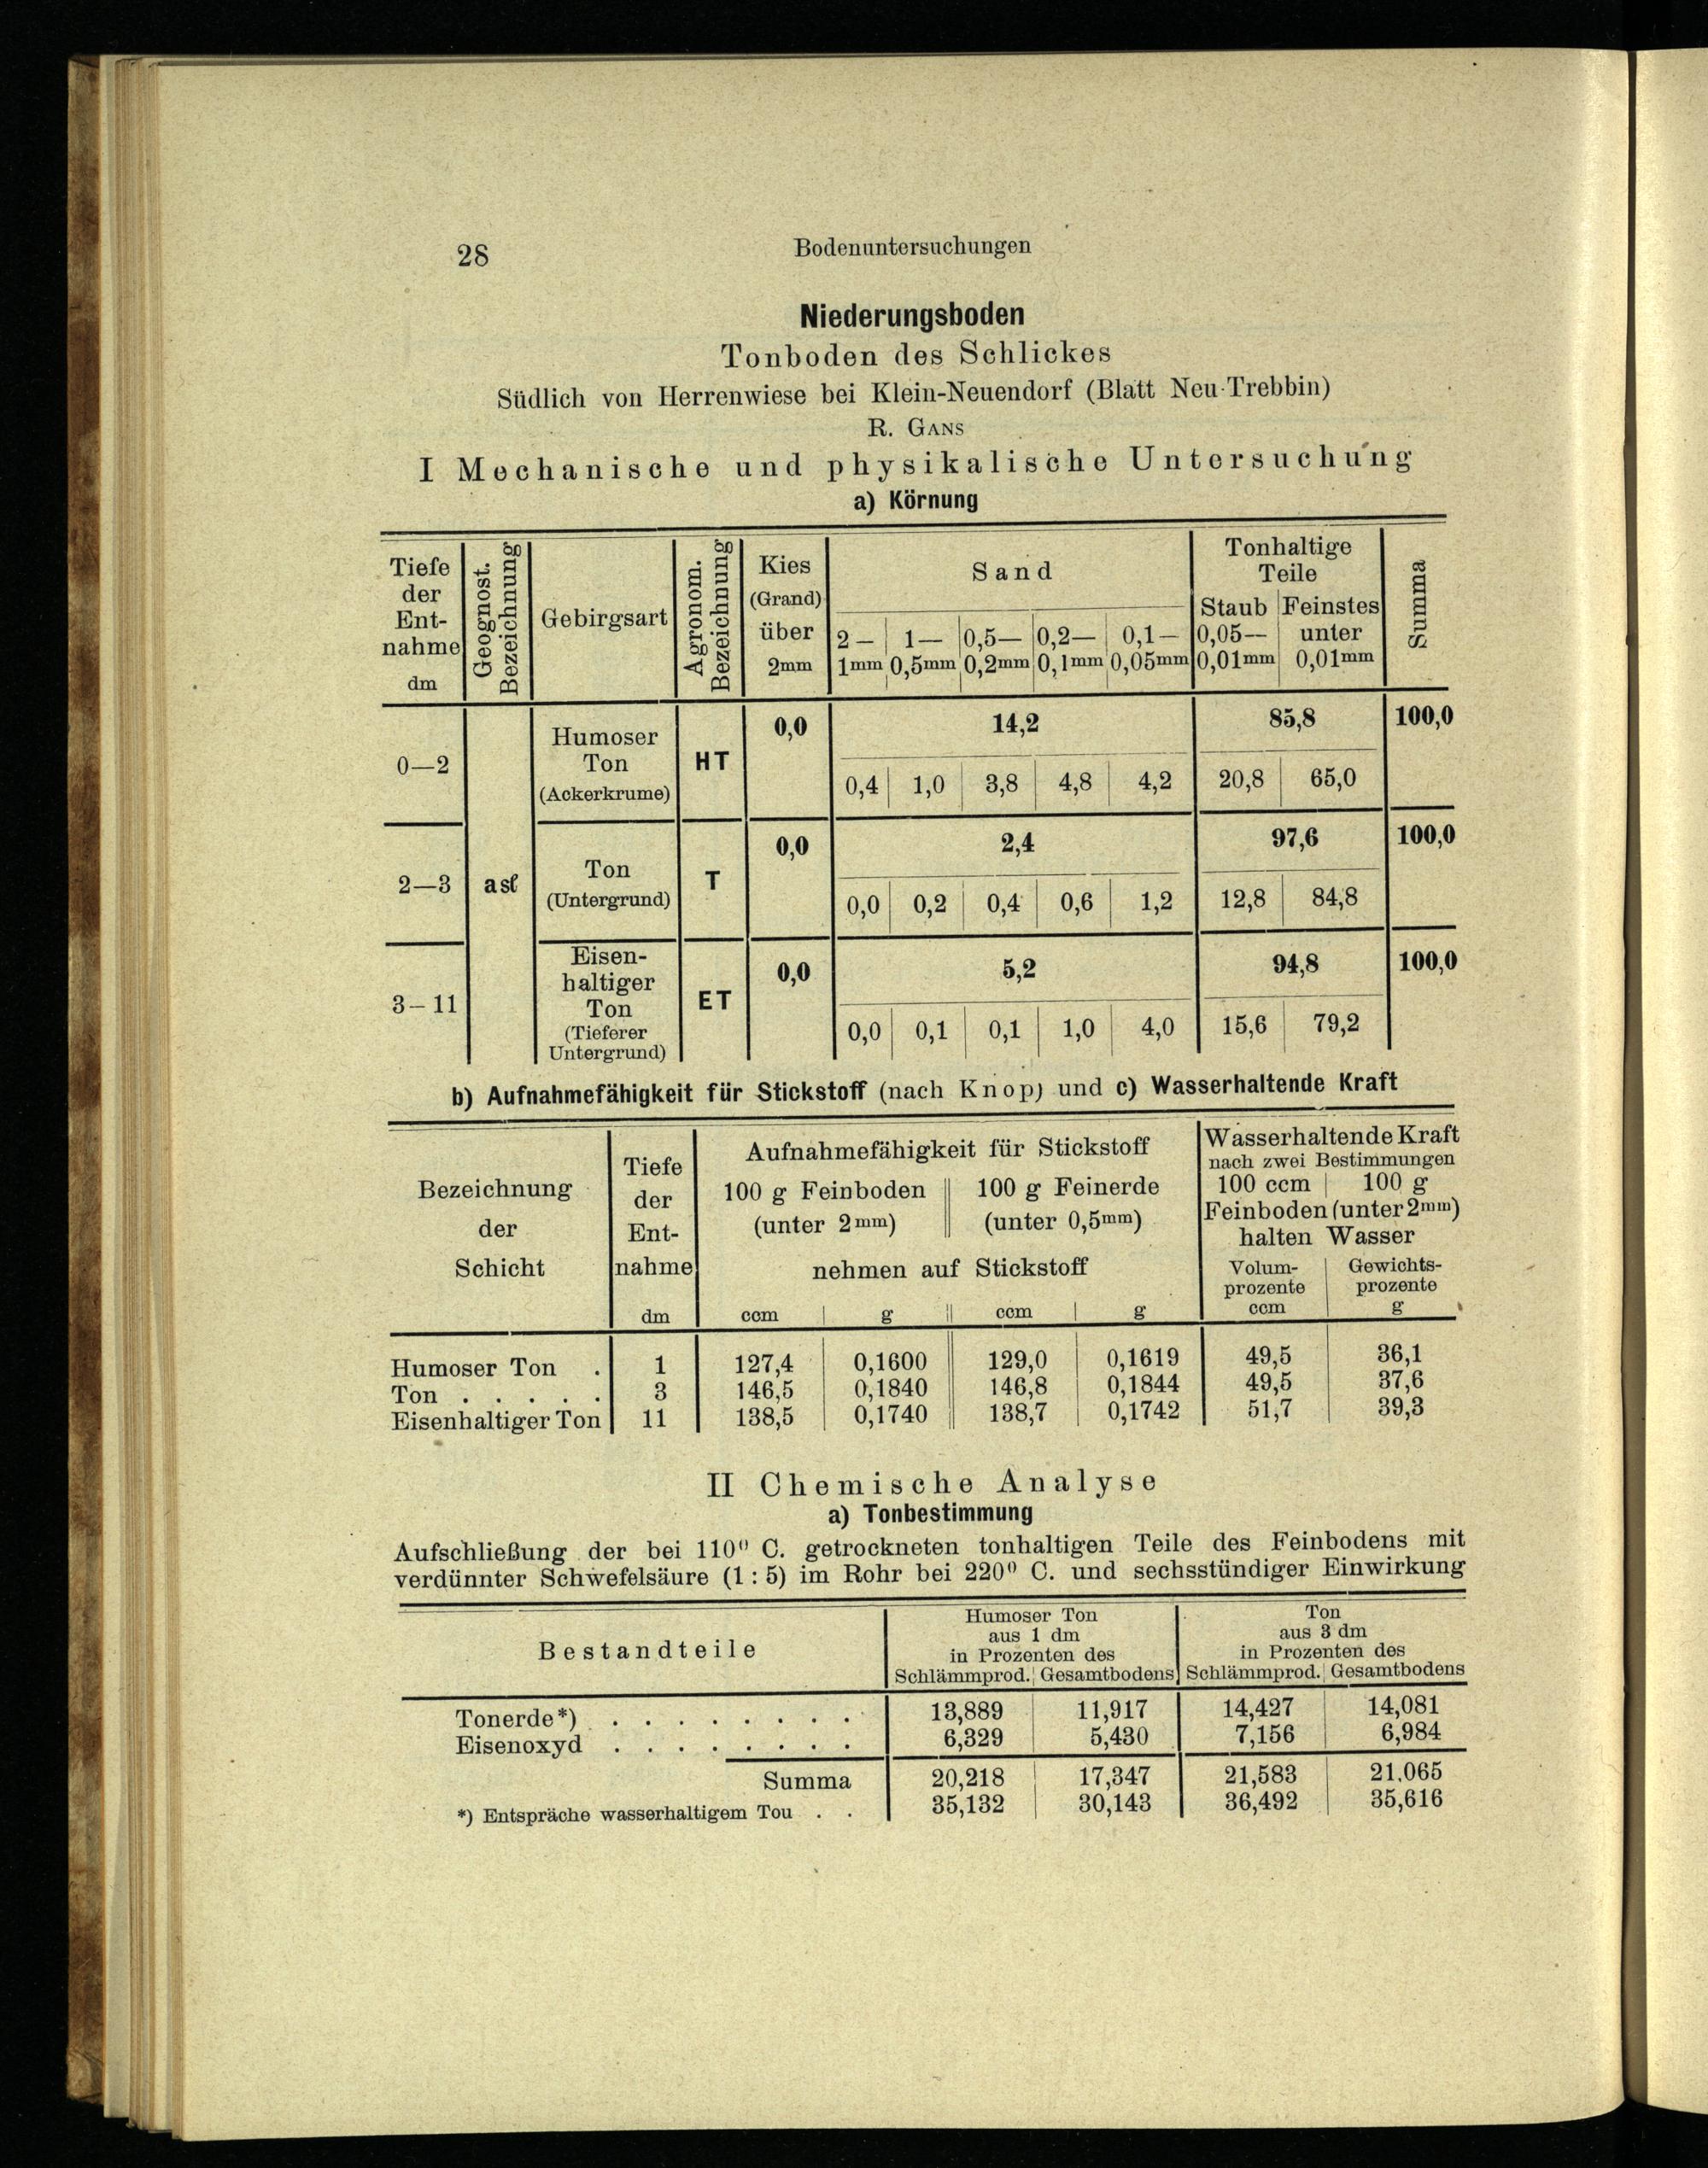 28
Bodenuntersuchungen
Niederungsboden
Tonboden des Schlickes
Südlich von Herrenwiese bei Klein-Neuendorf (Blatt Neu-Trebbin)
R. GANS
I Mechanische und physikalische Untersuchung
a) Körnung
Tiefe der Ent-nahme dm | Geognost. Bezeichnung | Gebirgsart | Agronom. Bezeichnung | Kies (Grand) über 2mm | Sand | Tonhaltige Teile | Summa
Staub | Feinstes
2— 1mm | 1— 0,5mm | 0,5— 0,2mm | 0,2— 0,1mm | 0,1— 0,05mm | 0,05— 0,01mm | unter 0,01mm
0—2 | Humoser Ton (Ackerkrume) | HT | 0,0 | 14,2 | 85,8 | 100,0
0,4 | 1,0 | 3,8 | 4,8 | 4,2 | 20,8 | 65,0
2—3 | asl | Ton (Untergrund) | T | 0,0 | 2,4 | 97,6 | 100,0
0,0 | 0,2 | 0,4 | 0,6 | 1,2 | 12,8 | 84,8
3–11 | Eisen-haltiger Ton (Tieferer Untergrund) | ET | 0,0 | 5,2 | 94,8 | 100,0
0,0 | 0,1 | 0,1 | 1,0 | 4,0 | 15,6 | 79,2
b) Aufnahmefähigkeit für Stickstoff (nach Knop) und c) Wasserhaltende Kraft
Bezeichnung der Schicht | Tiefe der Ent-nahme dm | Aufnahmefähigkeit für Stickstoff | Wasserhaltende Kraft
nach zwei Bestimmungen
100 g Feinboden (unter 2mm) || 100 g Feinerde (unter 0,5mm) | 100 ccm | 100 g
Feinboden (unter 2mm)
halten Wasser
nehmen auf Stickstoff | Volum-prozente | Gewichts-prozente
ccm | g || ccm | g | ccm | g
Humoser Ton . | 1 | 127,4 | 0,1600 | 129,0 | 0,1619 | 49,5 | 36,1
Ton . . . . . | 3 | 146,5 | 0,1840 | 146,8 | 0,1844 | 49,5 | 37,6
Eisenhaltiger Ton | 11 | 138,5 | 0,1740 | 138,7 | 0,1742 | 51,7 | 39,3
II Chemische Analyse
a) Tonbestimmung
Aufschließung der bei 110° C. getrockneten tonhaltigen Teile des Feinbodens mit
verdünnter Schwefelsäure (1 : 5) im Rohr bei 220° C. und sechsstündiger Einwirkung
Bestandteile | Humoser Ton aus 1 dm in Prozenten des | Ton aus 3 dm in Prozenten des
Schlämmprod. | Gesamtbodens | Schlämmprod. | Gesamtbodens
Tonerde*) . . . . . . . . | 13,889 | 11,917 | 14,427 | 14,081
Eisenoxyd . . . . . . . . | 6,329 | 5,430 | 7,156 | 6,984
Summa | 20,218 | 17,347 | 21,583 | 21,065
*) Entspräche wasserhaltigem Tou . . | 35,132 | 30,143 | 36,492 | 35,616